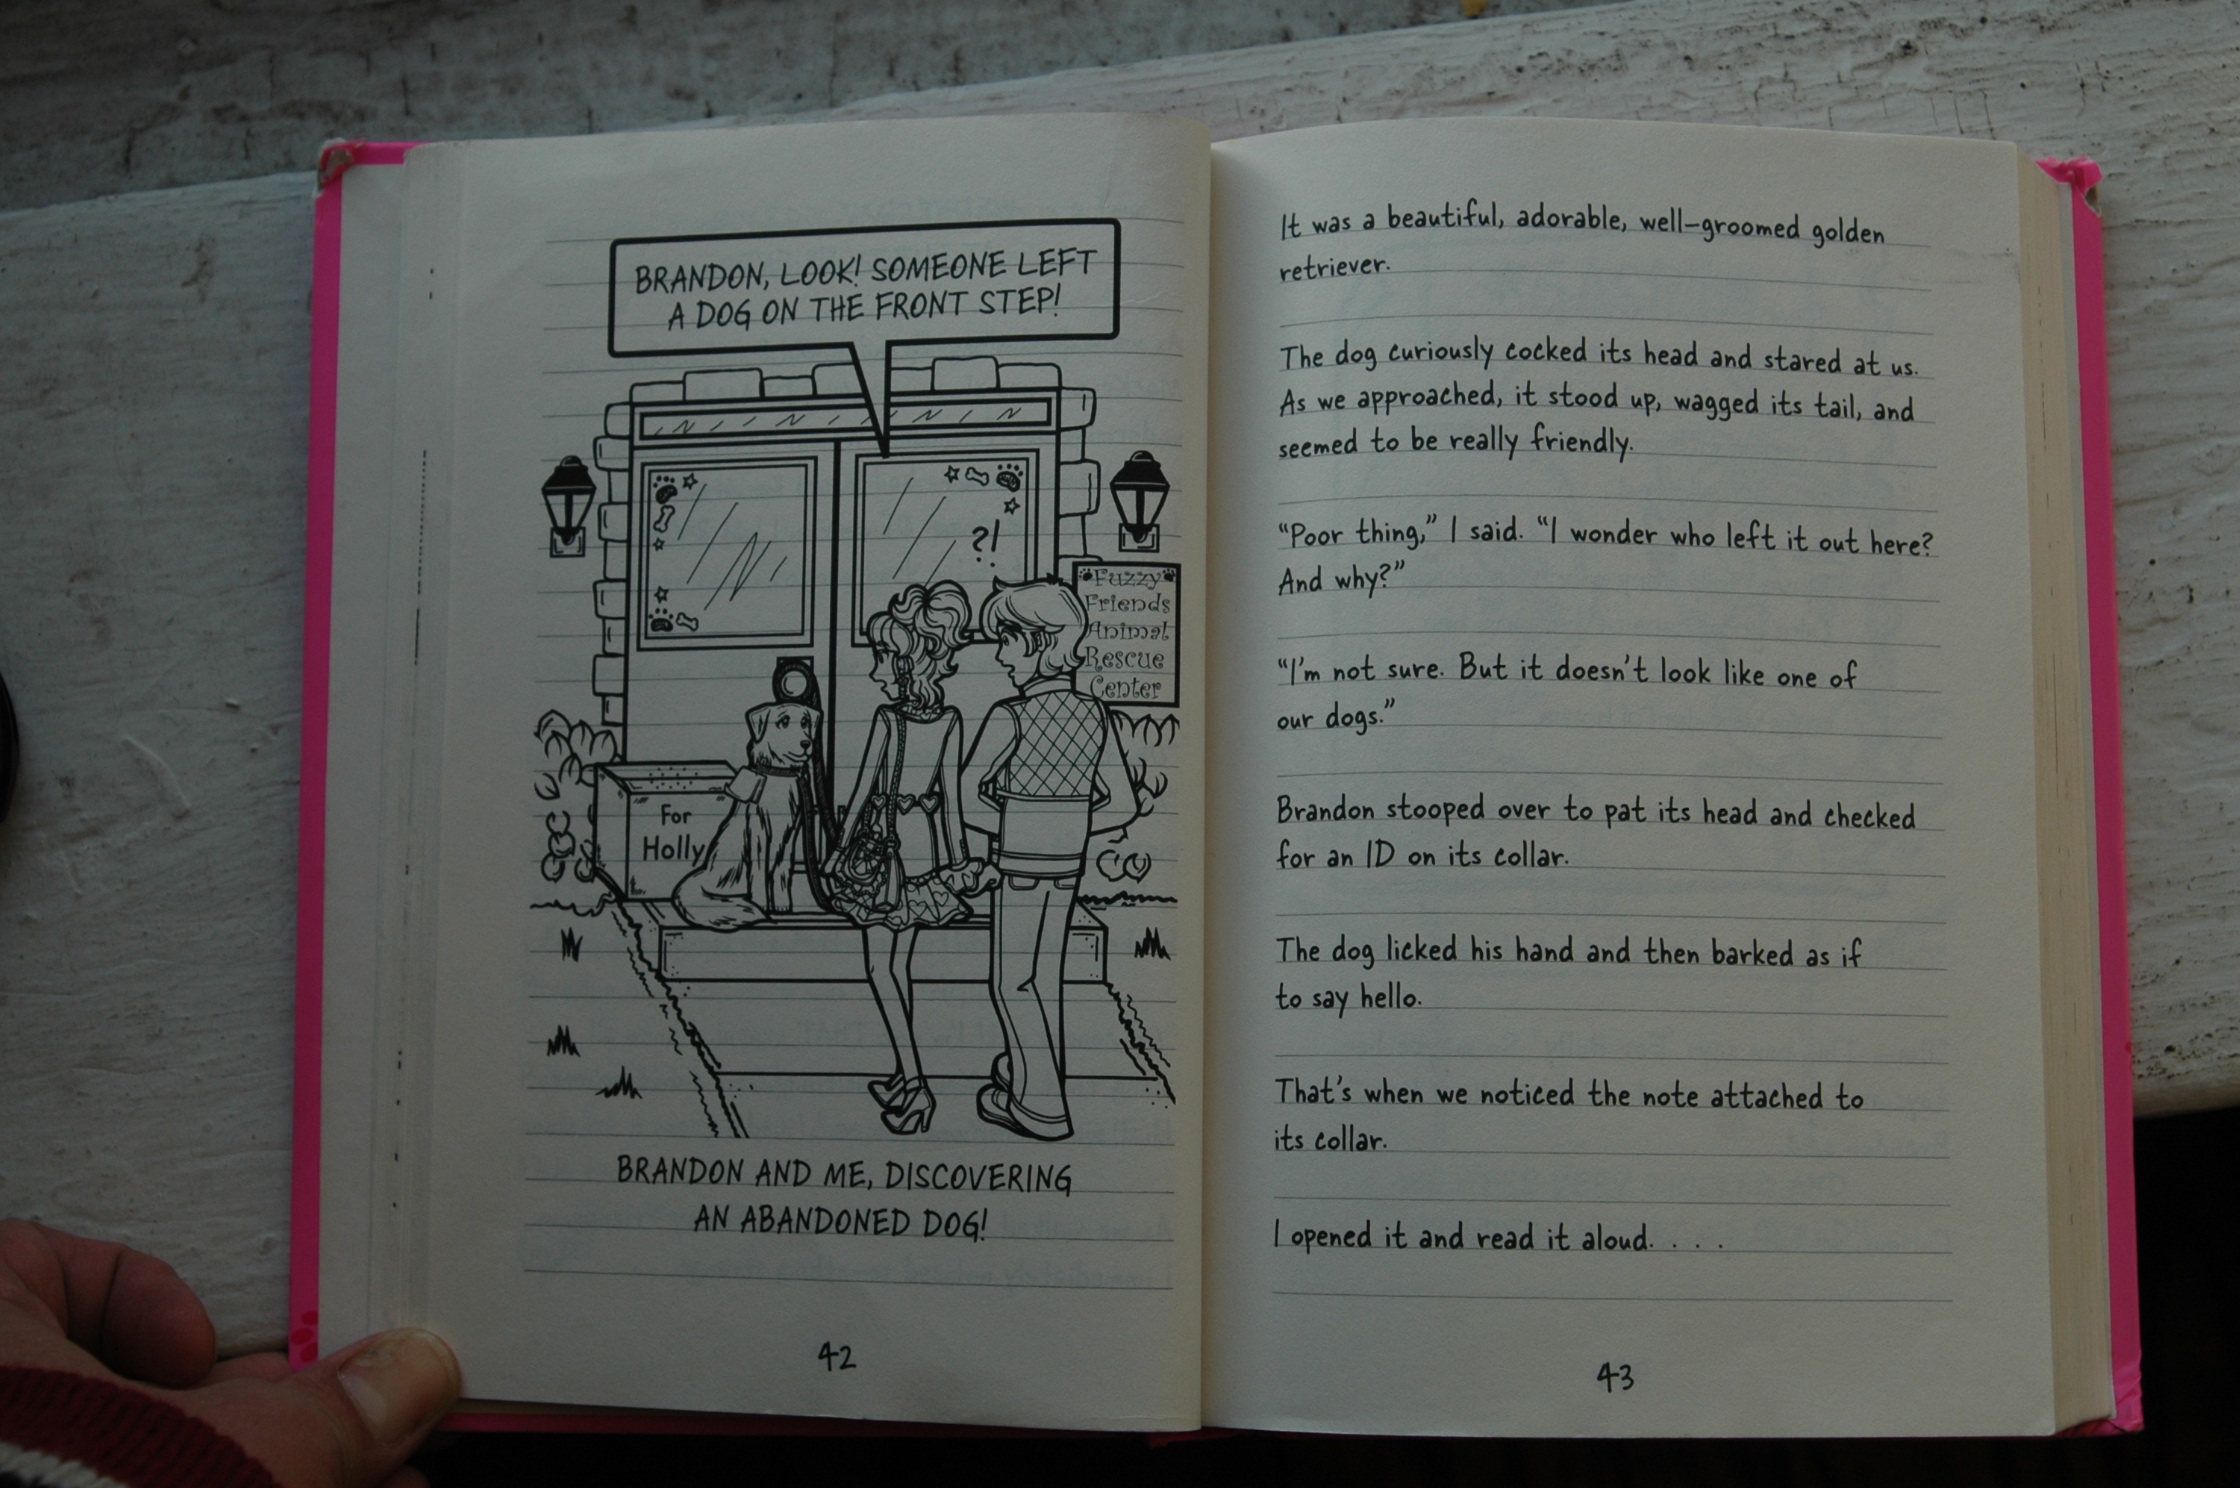 BRANDON, LOOK! SOMEONE LEFT
A DOG ON THE FRONT STEP!
?!
Fuzzy
Friends
Animal
Rescue
Center
For
Holly
BRANDON AND ME, DISCOVERING
AN ABANDONED DOG!
42
It was a beautiful, adorable, well-groomed golden
retriever.
The dog curiously cocked its head and stared at us.
As we approached, it stood up, wagged its tail, and
seemed to be really friendly.
“Poor thing,” I said. “I wonder who left it out here?
And why?”
“I’m not sure. But it doesn’t look like one of
our dogs.”
Brandon stooped over to pat its head and checked
for an ID on its collar.
The dog licked his hand and then barked as if
to say hello.
That’s when we noticed the note attached to
its collar.
I opened it and read it aloud. . . .
43